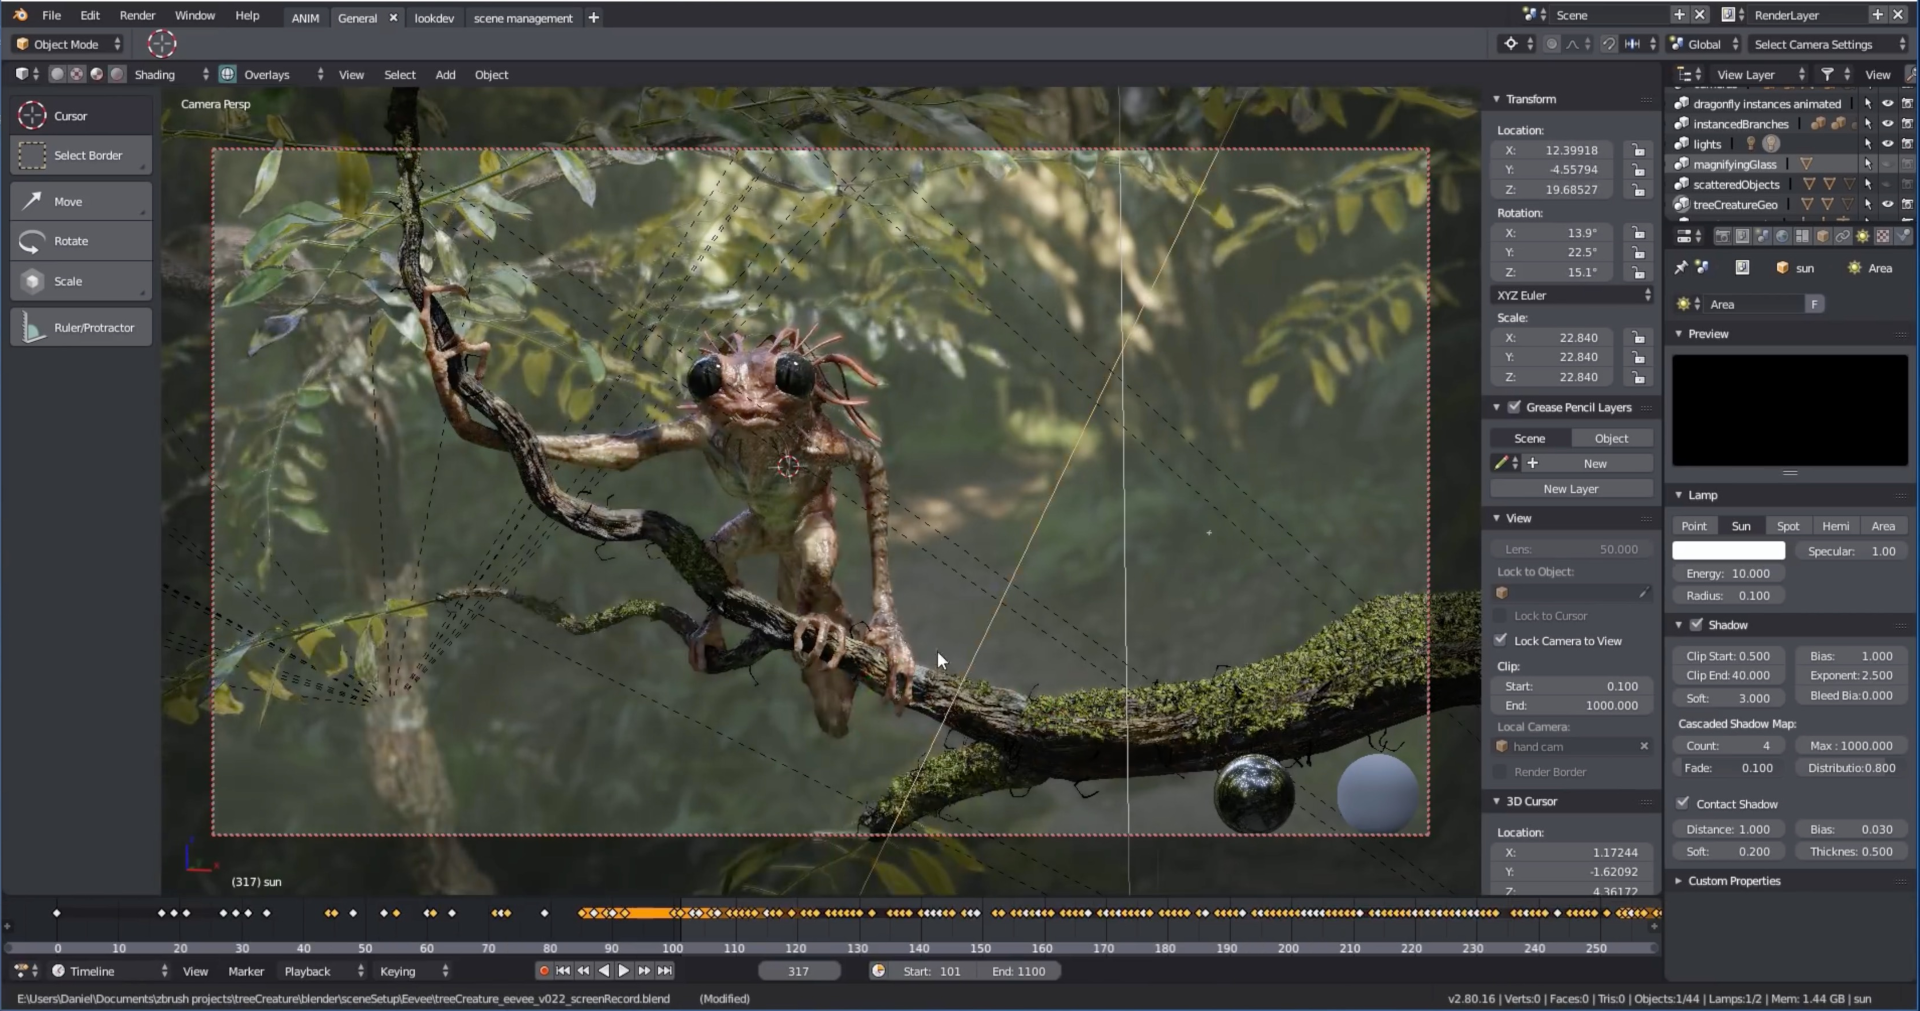 File Edit Render Window Help ANIM General lookdev scene management Scene RenderLayer
Object Mode Global Select Camera Settings
Shading Overlays View Select Add Object View Layer View
Camera Persp
Cursor
Select Border
Move
Rotate
Scale
Ruler/Protractor
(317) sun
Transform
Location:
X: 12.39918
Y: -4.55794
Z: 19.68527
Rotation:
X: 13.9°
Y: 22.5°
Z: 15.1°
XYZ Euler
Scale:
X: 22.840
Y: 22.840
Z: 22.840
Grease Pencil Layers
Scene Object
New
New Layer
View
Lens: 50.000
Lock to Object:
Lock to Cursor
Lock Camera to View
Clip:
Start: 0.100
End: 1000.000
Local Camera:
hand cam
Render Border
3D Cursor
Location:
X: 1.17244
Y: -1.62092
Z: 4.36172
dragonfly instances animated
instancedBranches
lights
magnifyingGlass
scatteredObjects
treeCreatureGeo
sun Area
Area F
Preview
Lamp
Point Sun Spot Hemi Area
Specular: 1.00
Energy: 10.000
Radius: 0.100
Shadow
Clip Start: 0.500 Bias: 1.000
Clip End: 40.000 Exponent: 2.500
Soft: 3.000 Bleed Bia: 0.000
Cascaded Shadow Map:
Count: 4 Max : 1000.000
Fade: 0.100 Distributio: 0.800
Contact Shadow
Distance: 1.000 Bias: 0.030
Soft: 0.200 Thicknes: 0.500
Custom Properties
0 10 20 30 40 50 60 70 80 90 100 110 120 130 140 150 160 170 180 190 200 210 220 230 240 250
Timeline View Marker Playback Keying 317 Start: 101 End: 1100
E:\Users\Daniel\Documents\zbrush projects\treeCreature\blender\sceneSetup\Eevee\treeCreature_eevee_v022_screenRecord.blend (Modified) v2.80.16 | Verts:0 | Faces:0 | Tris:0 | Objects:1/44 | Lamps:1/2 | Mem: 1.44 GB | sun